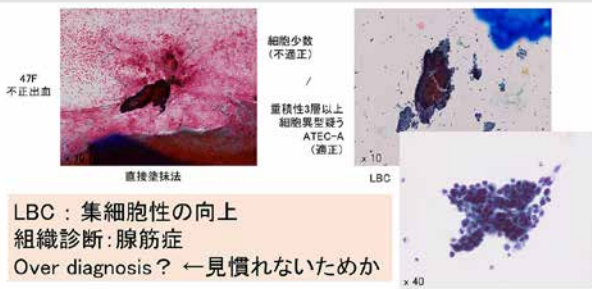 47F
不正出血
直接塗抹法
細胞少数
(不適正)
/
重積性3層以上
細胞異型疑う
ATEC-A
(適正)
x 10
LBC
x 40
LBC : 集細胞性の向上
組織診断:腺筋症
Over diagnosis? ←見慣れないためか